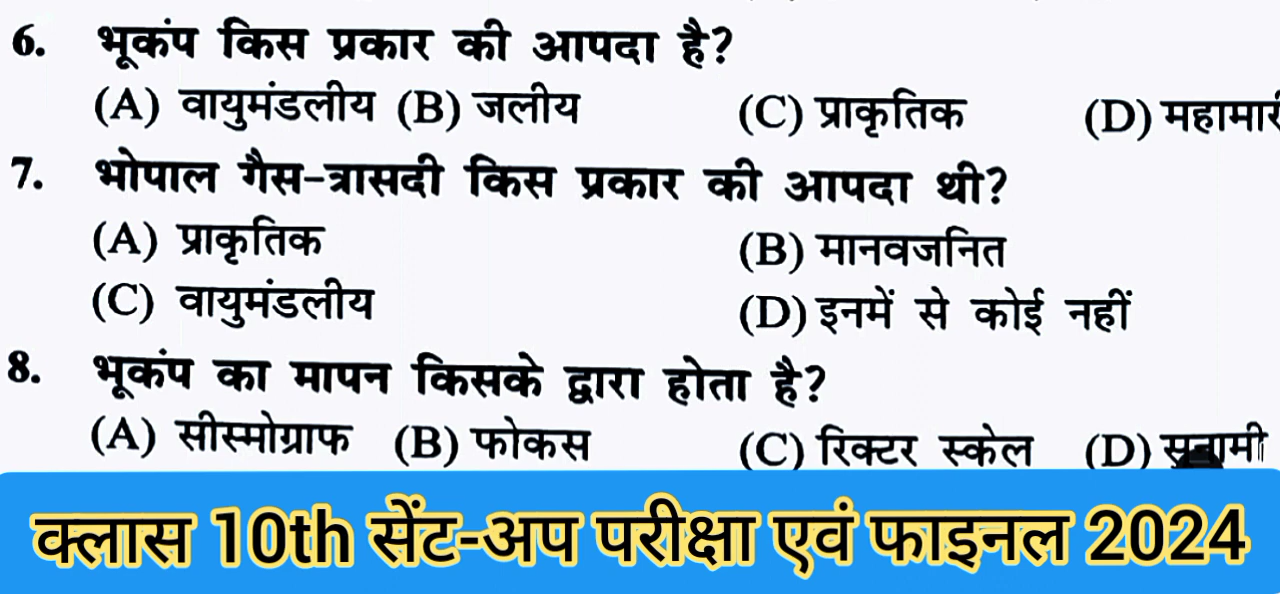 6. भूकंप किस प्रकार की आपदा है?
(A) वायुमंडलीय (B) जलीय (C) प्राकृतिक (D)
7. भोपाल गैस-त्रासदी किस प्रकार की आपदा थी?
(A) प्राकृतिक (B) मानवजनित
(C) वायुमंडलीय (D) इनमें से कोई नहीं
8. भूकंप का मापन किसके द्वारा होता है?
(A) सीस्मोग्राफ (B) फोकस (C) रिक्टर स्केल (D) सुनामी
क्लास 10th सेंट-अप परीक्षा एवं फाइनल 2024